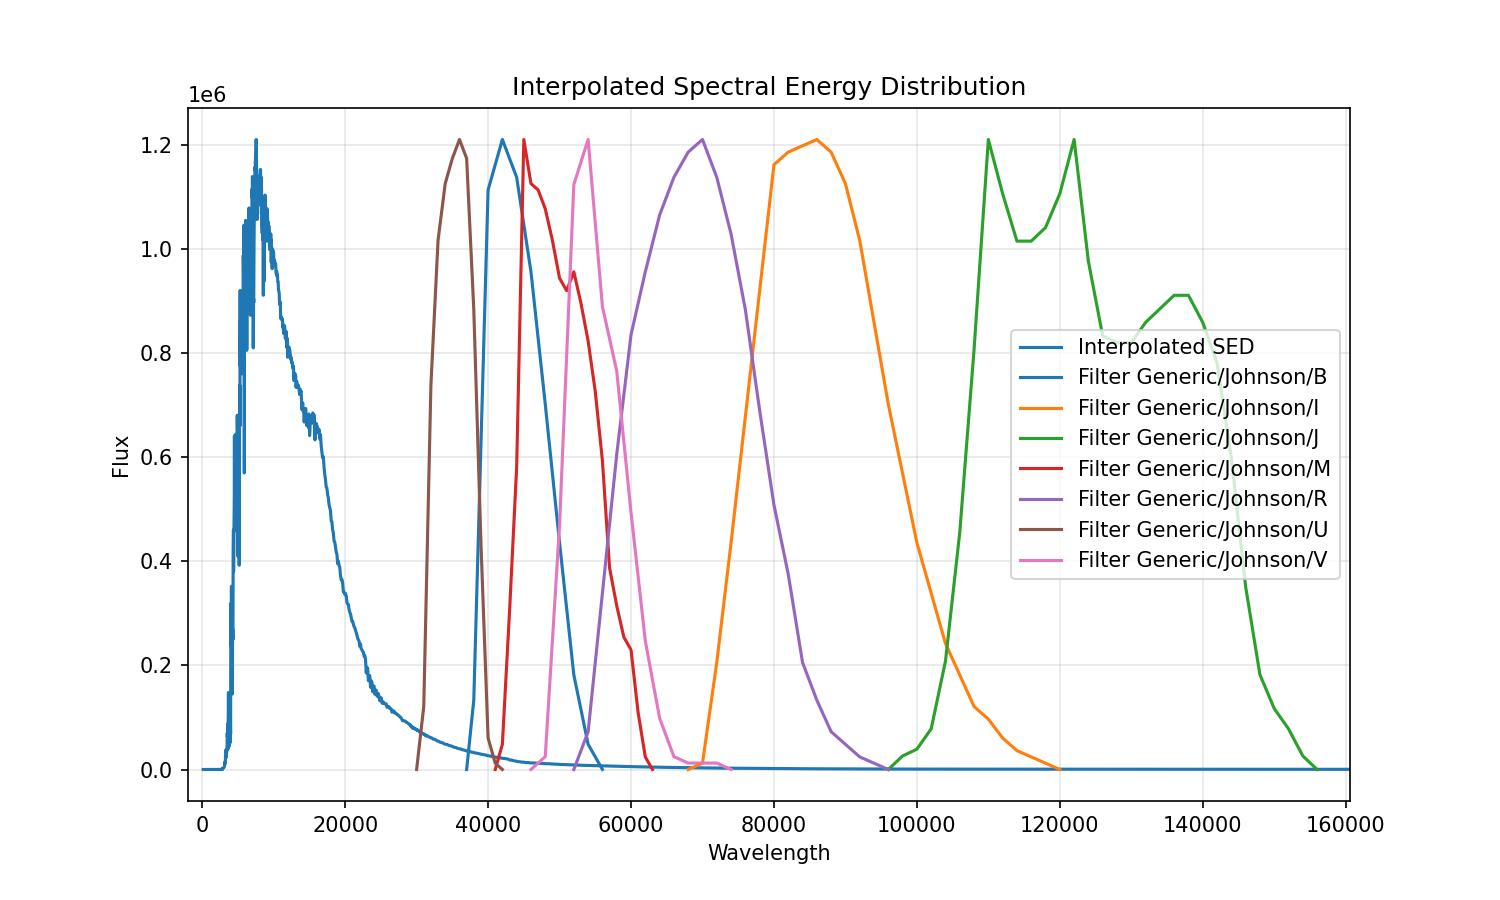 Interpolated Spectral Energy Distribution
1e6
1.2
1.0
0.8
0.6
0.4
0.2
0.0
Flux
Interpolated SED
Filter Generic/Johnson/B
Filter Generic/Johnson/I
Filter Generic/Johnson/J
Filter Generic/Johnson/M
Filter Generic/Johnson/R
Filter Generic/Johnson/U
Filter Generic/Johnson/V
0 20000 40000 60000 80000 100000 120000 140000 160000
Wavelength